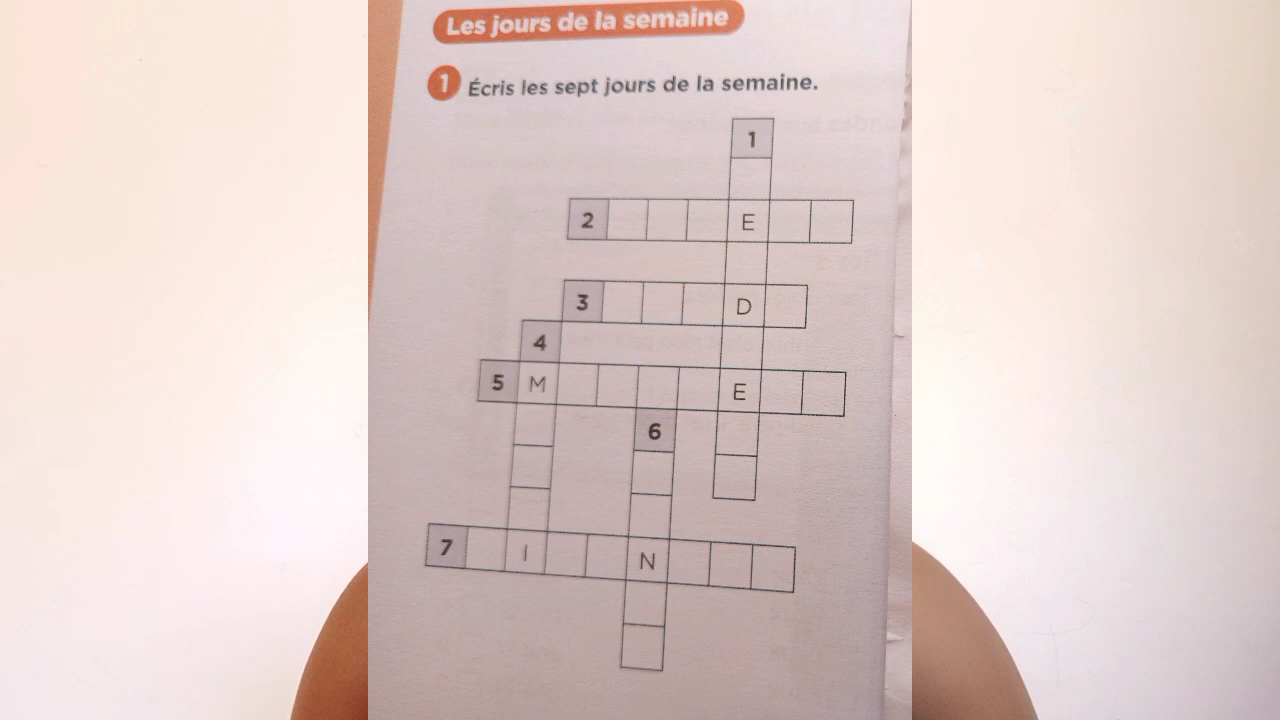 Les jours de la semaine
1 Écris les sept jours de la semaine.
1
2 E
3 D
4
5 M E
6
7 I N